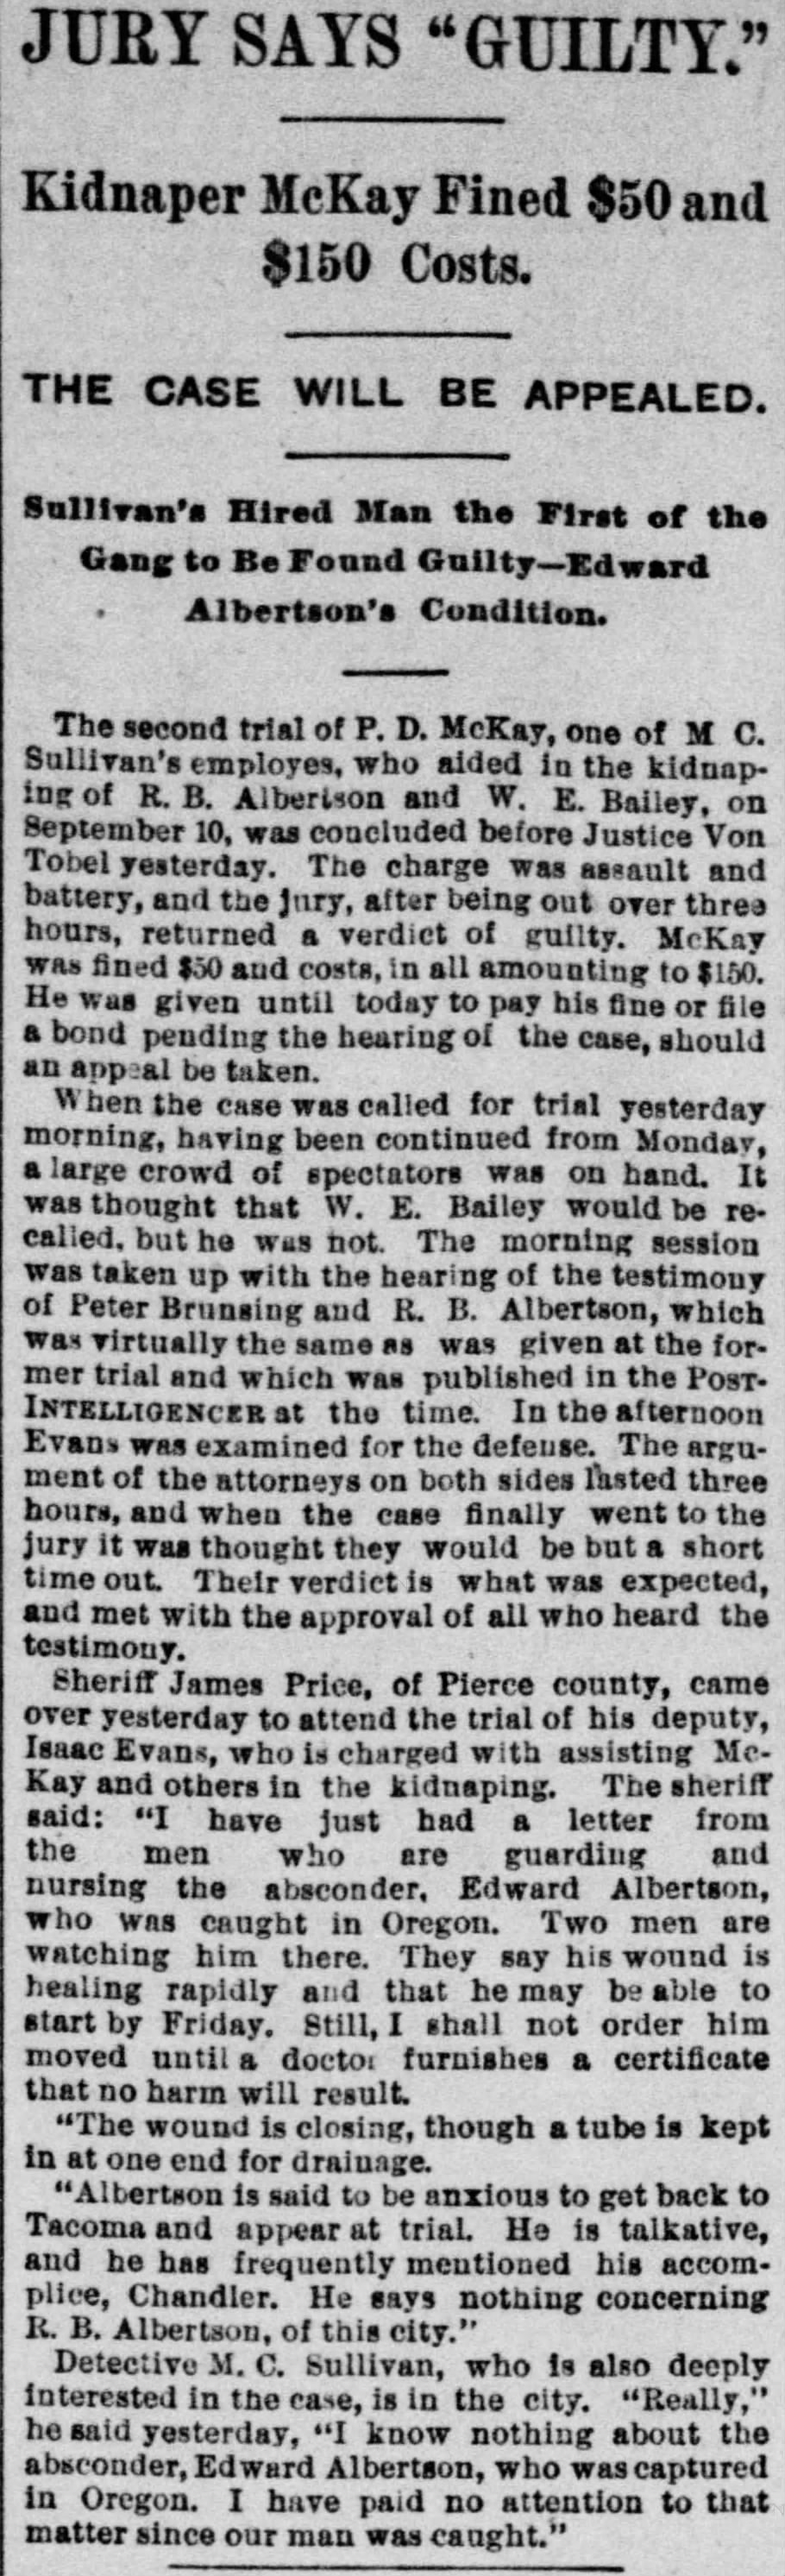 JURY SAYS "GUILTY."
Kidnaper McKay Fined $50 and
$150 Costs.
THE CASE WILL BE APPEALED.
Sullivan's Hired Man the First of the
Gang to Be Found Guilty—Edward
Albertson's Condition.
The second trial of P. D. McKay, one of M C.
Sullivan's employes, who aided in the kidnap-
ing of R. B. Albertson and W. E. Bailey, on
September 10, was concluded before Justice Von
Tobel yesterday. The charge was assault and
battery, and the jury, after being out over three
hours, returned a verdict of guilty. McKay
was fined $50 and costs, in all amounting to $150.
He was given until today to pay his fine or file
a bond pending the hearing of the case, should
an appeal be taken.
When the case was called for trial yesterday
morning, having been continued from Monday,
a large crowd of spectators was on hand. It
was thought that W. E. Bailey would be re-
called, but he was not. The morning session
was taken up with the hearing of the testimony
of Peter Brunsing and R. B. Albertson, which
was virtually the same as was given at the for-
mer trial and which was published in the POST-
INTELLIGENCER at the time. In the afternoon
Evans was examined for the defense. The argu-
ment of the attorneys on both sides lasted three
hours, and when the case finally went to the
jury it was thought they would be but a short
time out. Their verdict is what was expected,
and met with the approval of all who heard the
testimony.
Sheriff James Price, of Pierce county, came
over yesterday to attend the trial of his deputy,
Isaac Evans, who is charged with assisting Mc-
Kay and others in the kidnaping. The sheriff
said: "I have just had a letter from
the men who are guarding and
nursing the absconder, Edward Albertson,
who was caught in Oregon. Two men are
watching him there. They say his wound is
healing rapidly and that he may be able to
start by Friday. Still, I shall not order him
moved until a doctor furnishes a certificate
that no harm will result.
"The wound is closing, though a tube is kept
in at one end for drainage.
"Albertson is said to be anxious to get back to
Tacoma and appear at trial. He is talkative,
and he has frequently mentioned his accom-
plice, Chandler. He says nothing concerning
R. B. Albertson, of this city."
Detective M. C. Sullivan, who is also deeply
interested in the case, is in the city. "Really,"
he said yesterday, "I know nothing about the
absconder, Edward Albertson, who was captured
in Oregon. I have paid no attention to that
matter since our man was caught."